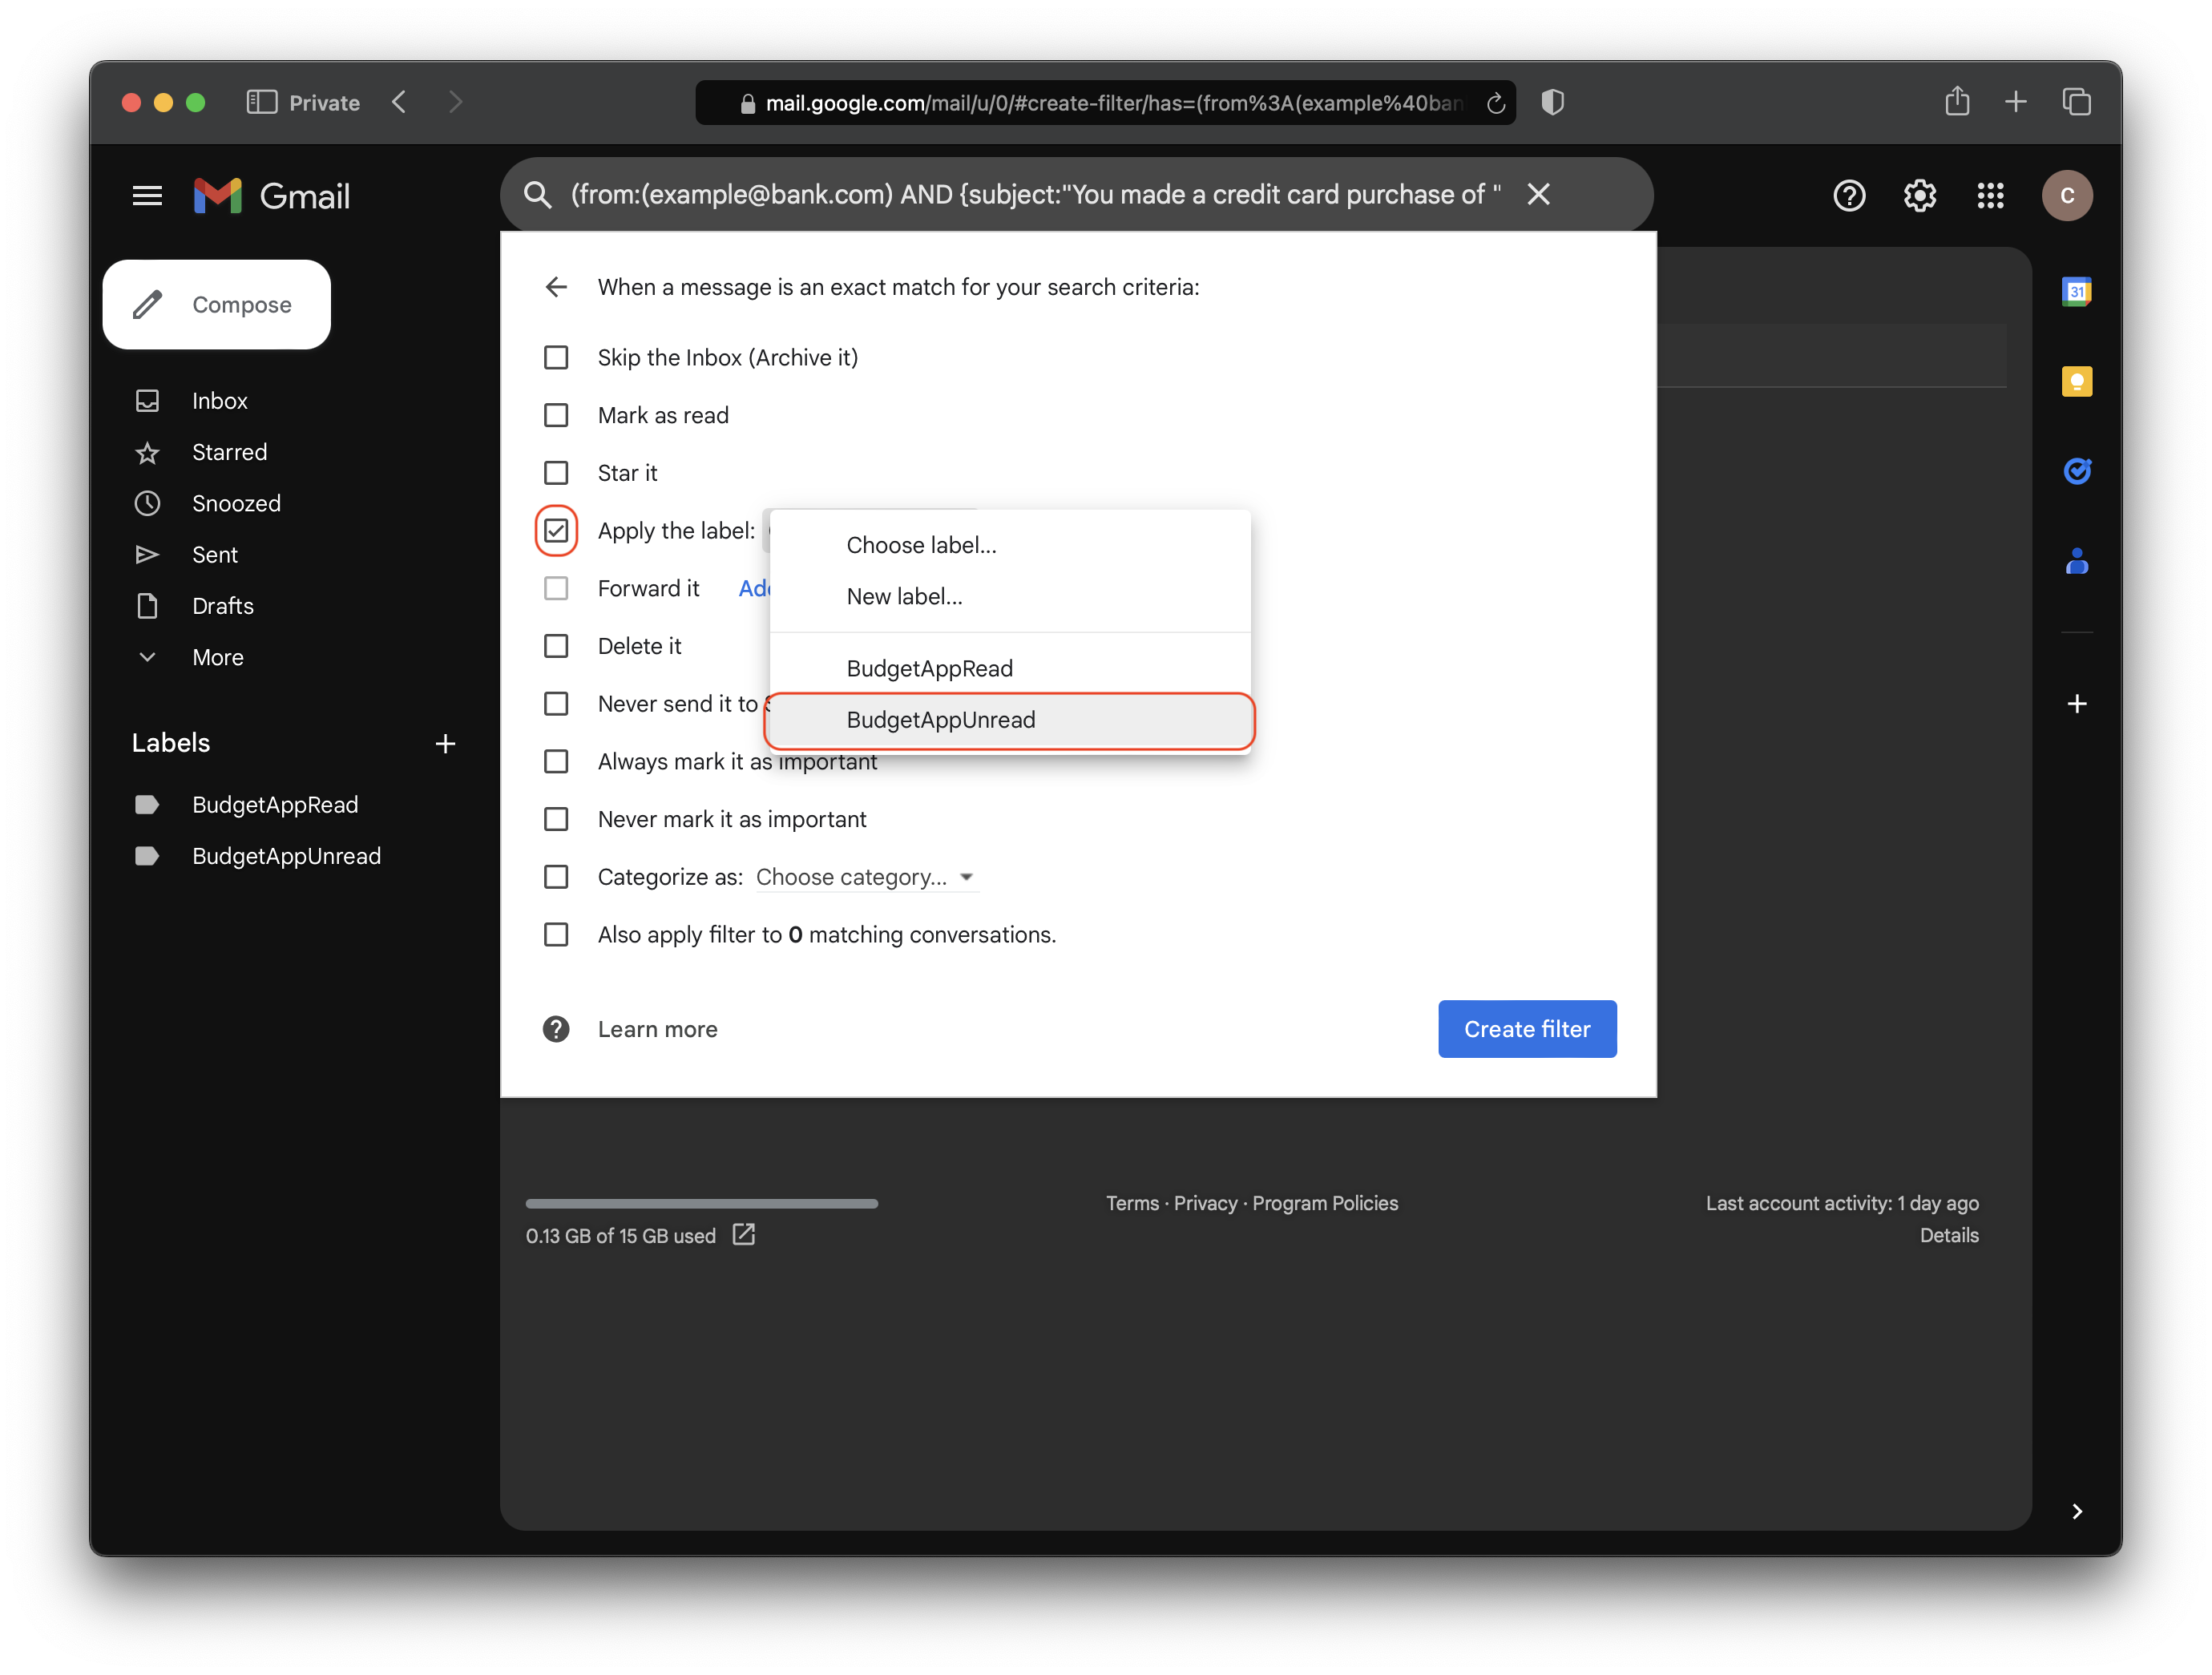 Private
mail.google.com/mail/u/0/#create-filter/has=(from%3A(example%40ban
Gmail
(from:(example@bank.com) AND {subject:"You made a credit card purchase of "
C
Compose
Inbox
Starred
Snoozed
Sent
Drafts
More
Labels
BudgetAppRead
BudgetAppUnread
When a message is an exact match for your search criteria:
Skip the Inbox (Archive it)
Mark as read
Star it
Apply the label:
Choose label...
New label...
BudgetAppRead
BudgetAppUnread
Forward it
Delete it
Never send it to
Always mark it as important
Never mark it as important
Categorize as: Choose category...
Also apply filter to 0 matching conversations.
Learn more
Create filter
31
0.13 GB of 15 GB used
Terms · Privacy · Program Policies
Last account activity: 1 day ago
Details